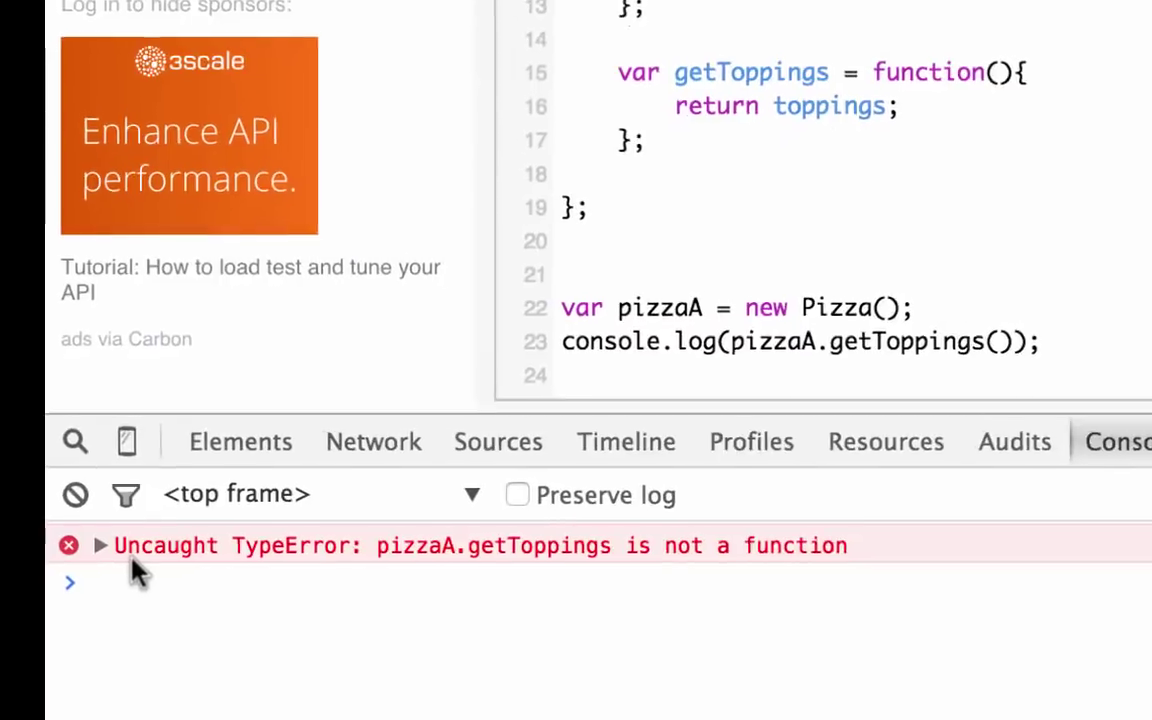 Log in to hide sponsors:
3scale
Enhance API
performance.
Tutorial: How to load test and tune your
API
ads via Carbon
13 };
14
15 var getToppings = function(){
16 return toppings;
17 };
18
19 };
20
21
22 var pizzaA = new Pizza();
23 console.log(pizzaA.getToppings());
24
Elements Network Sources Timeline Profiles Resources Audits Conso
<top frame> ▼ Preserve log
Uncaught TypeError: pizzaA.getToppings is not a function
>